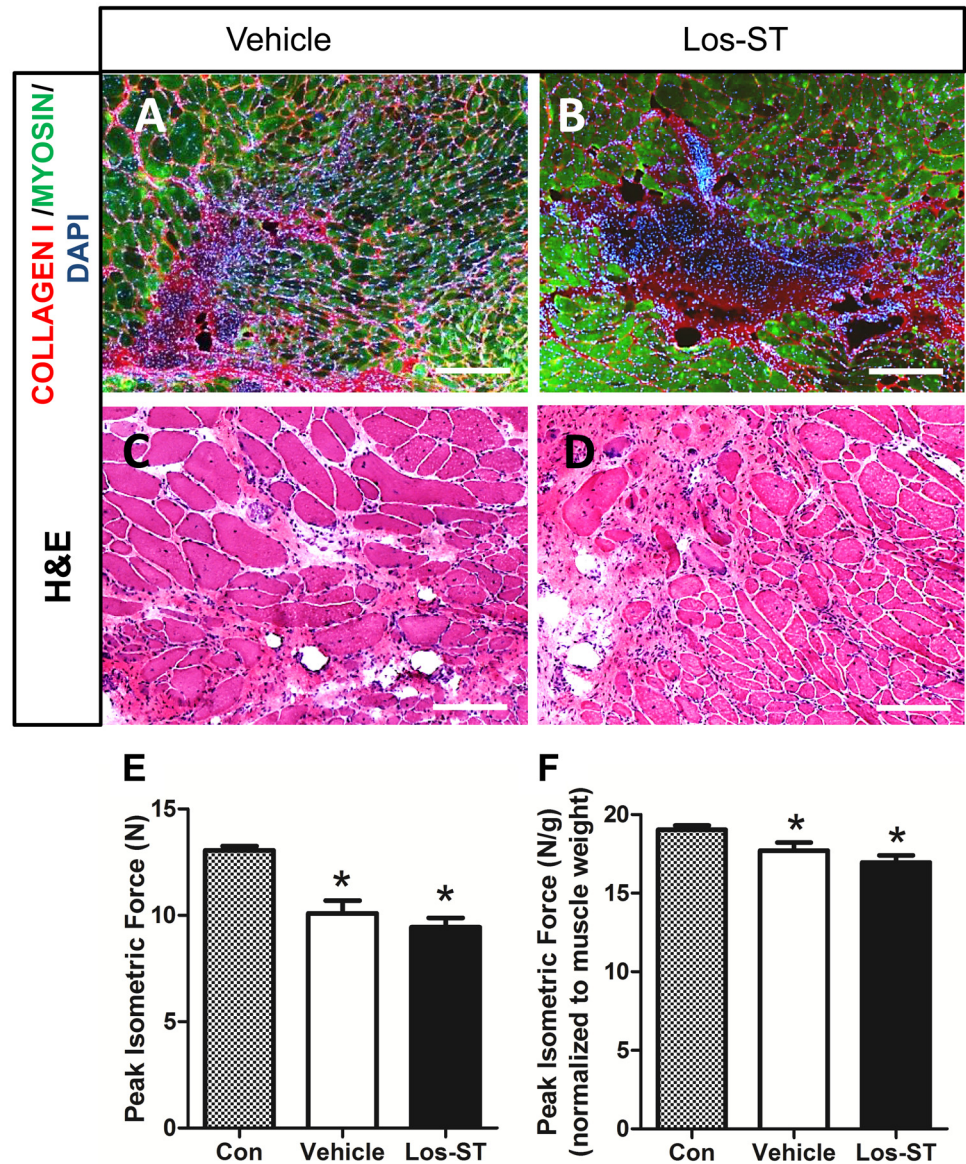 Vehicle Los-ST
COLLAGEN I /MYOSIN/
DAPI
A B
H&E
C D
E
Peak Isometric Force (N)
15
10
5
0
* *
Con Vehicle Los-ST
F
Peak Isometric Force (N/g)
(normalized to muscle weight)
20
15
10
5
0
* *
Con Vehicle Los-ST